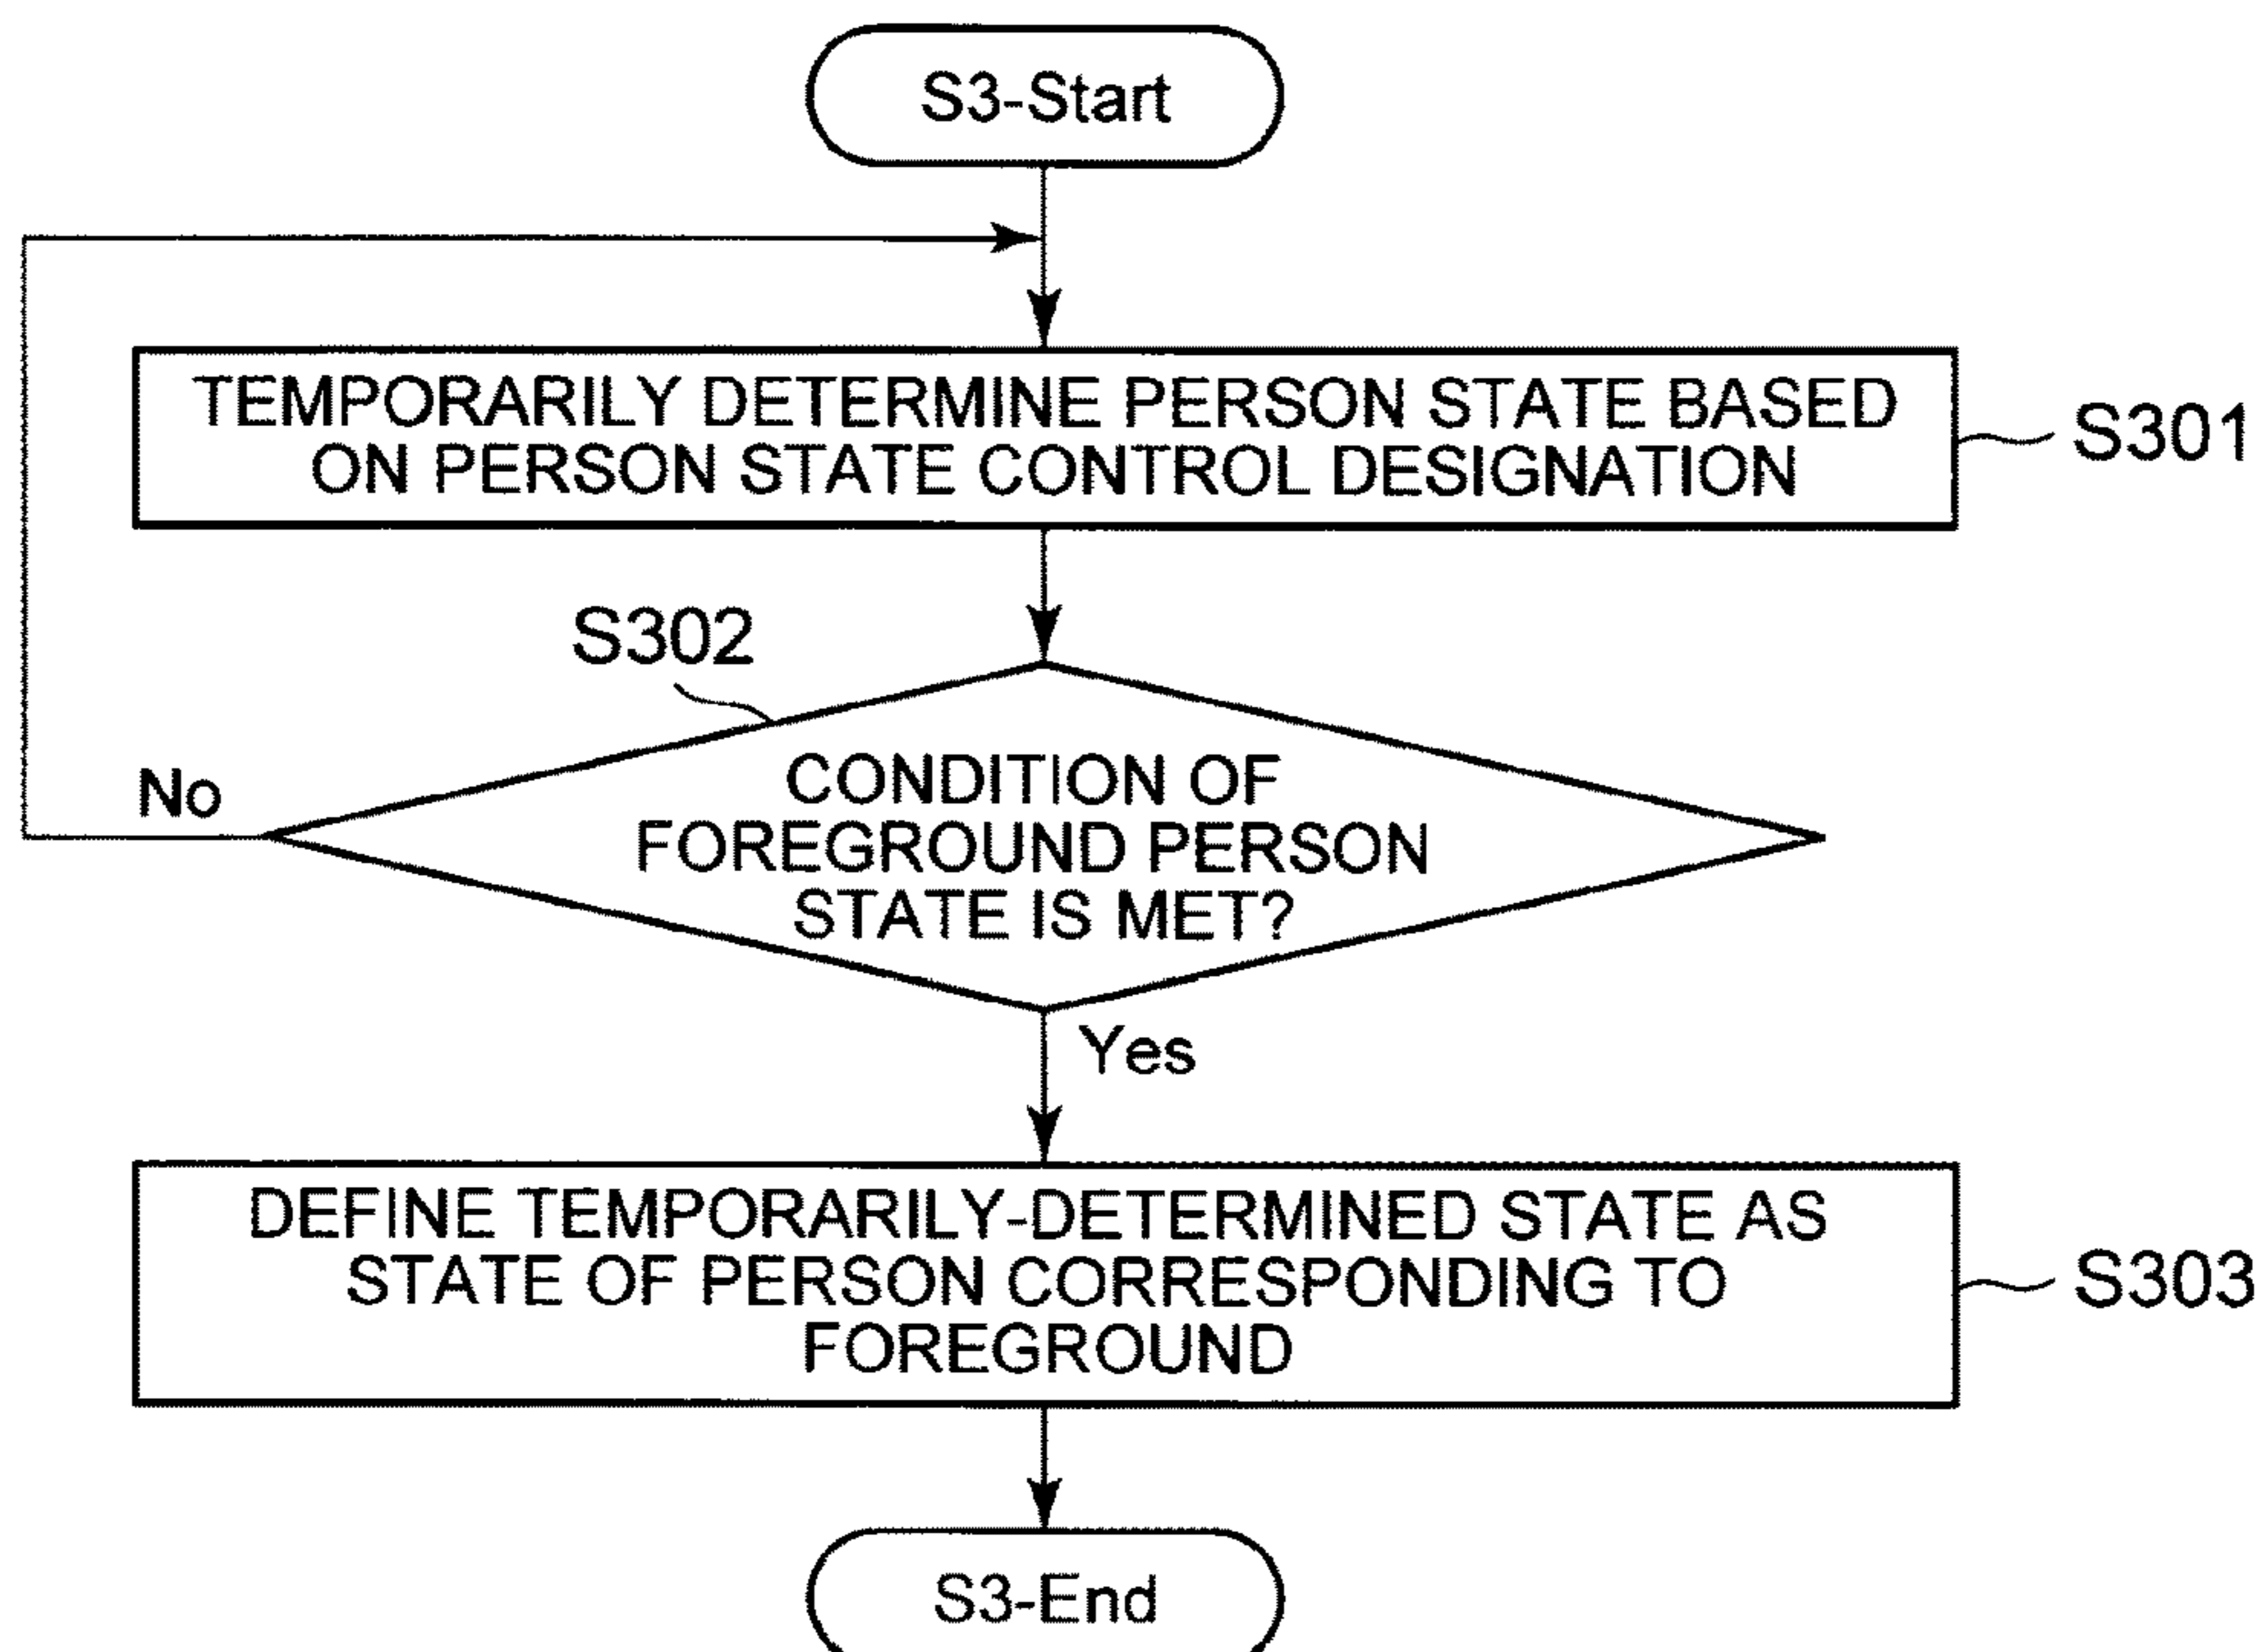 S3-Start
TEMPORARILY DETERMINE PERSON STATE BASED
ON PERSON STATE CONTROL DESIGNATION
S301
S302
No
CONDITION OF
FOREGROUND PERSON
STATE IS MET?
Yes
DEFINE TEMPORARILY-DETERMINED STATE AS
STATE OF PERSON CORRESPONDING TO
FOREGROUND
S303
S3-End